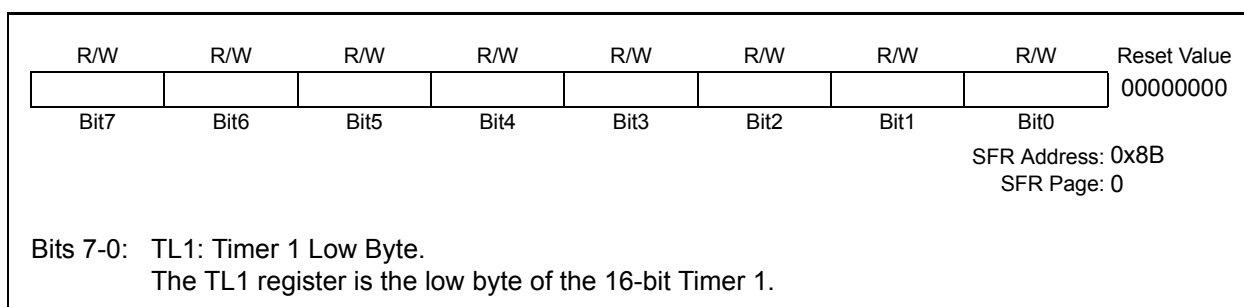 R/W R/W R/W R/W R/W R/W R/W R/W Reset Value
00000000
Bit7 Bit6 Bit5 Bit4 Bit3 Bit2 Bit1 Bit0
SFR Address: 0x8B
SFR Page: 0
Bits 7-0: TL1: Timer 1 Low Byte.
The TL1 register is the low byte of the 16-bit Timer 1.